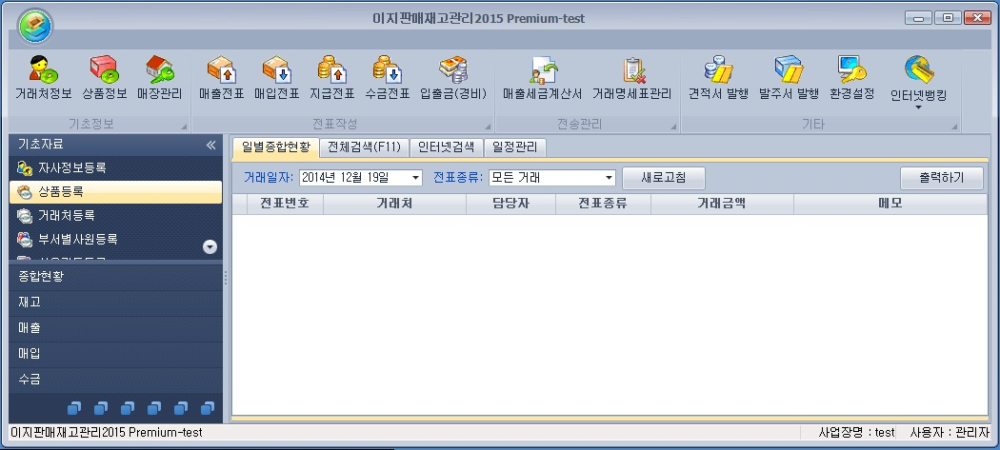 이지판매재고관리2015 Premium-test
거래처정보 상품정보 매장관리 매출전표 매입전표 지급전표 수금전표 입출금(경비) 매출세금계산서 거래명세표관리 견적서 발행 발주서 발행 환경설정 인터넷뱅킹
기초정보 전표작성 전송관리 기타
기초자료
자사정보등록
상품등록
거래처등록
부서별사원등록
종합현황
재고
매출
매입
수금
일별종합현황 전체검색(F11) 인터넷검색 일정관리
거래일자: 2014년 12월 19일 전표종류: 모든 거래 새로고침 출력하기
전표번호 거래처 담당자 전표종류 거래금액 메모
이지판매재고관리2015 Premium-test 사업장명 : test 사용자 : 관리자